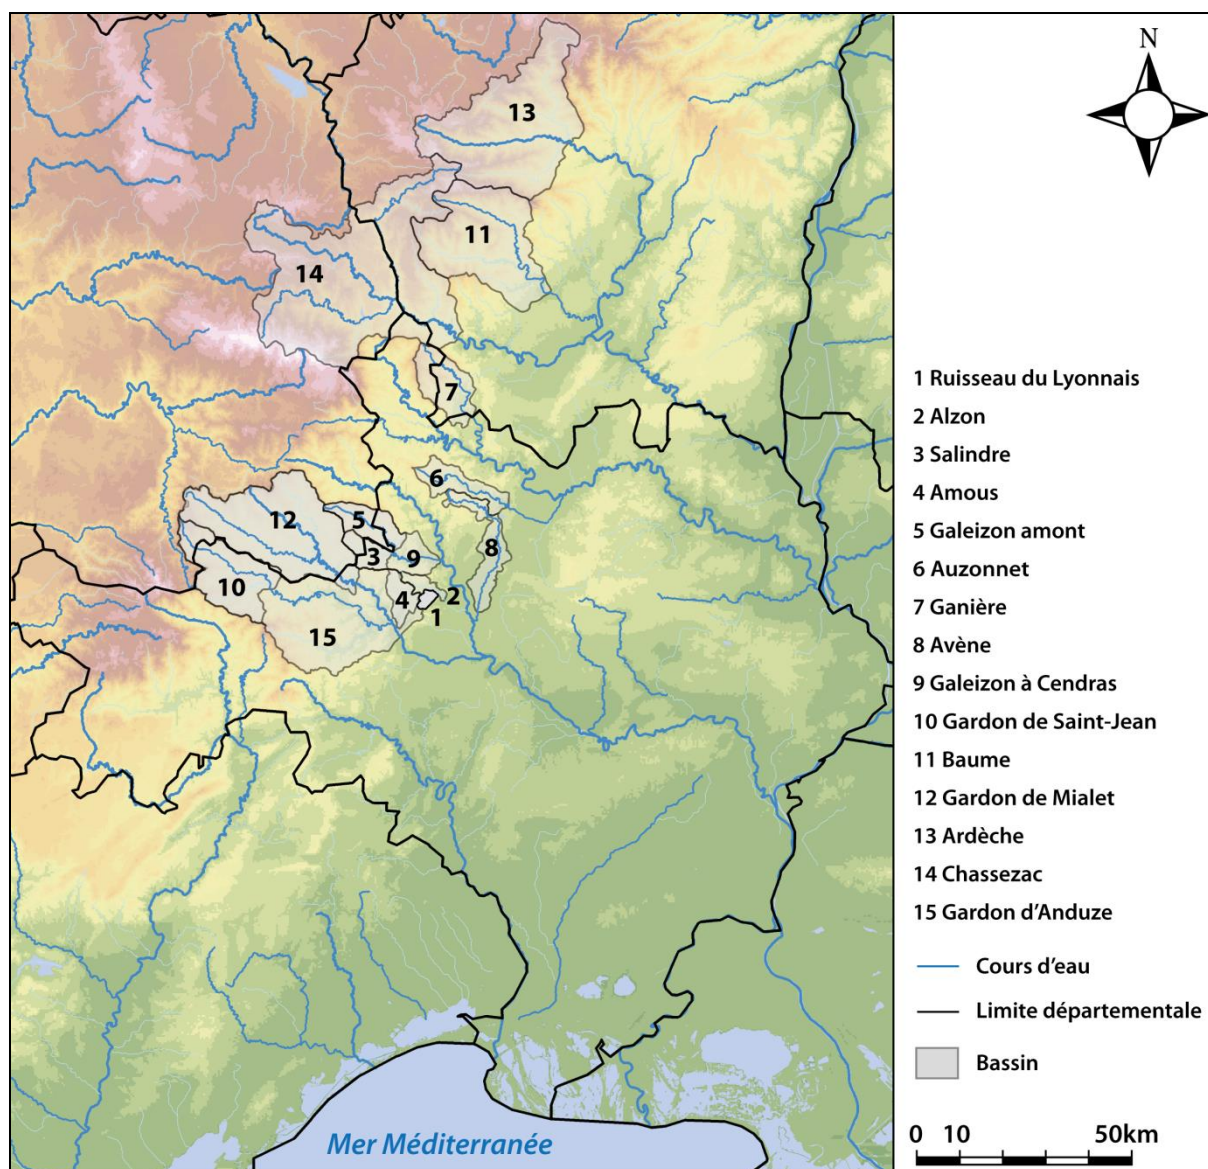 N
13
11
14
7
6
12
5
8
3
9
10
4
2
1
15
1 Ruisseau du Lyonnais
2 Alzon
3 Salindre
4 Amous
5 Galeizon amont
6 Auzonnet
7 Ganière
8 Avène
9 Galeizon à Cendras
10 Gardon de Saint-Jean
11 Baume
12 Gardon de Mialet
13 Ardèche
14 Chassezac
15 Gardon d'Anduze
Cours d'eau
Limite départementale
Bassin
0 10 50km
Mer Méditerranée